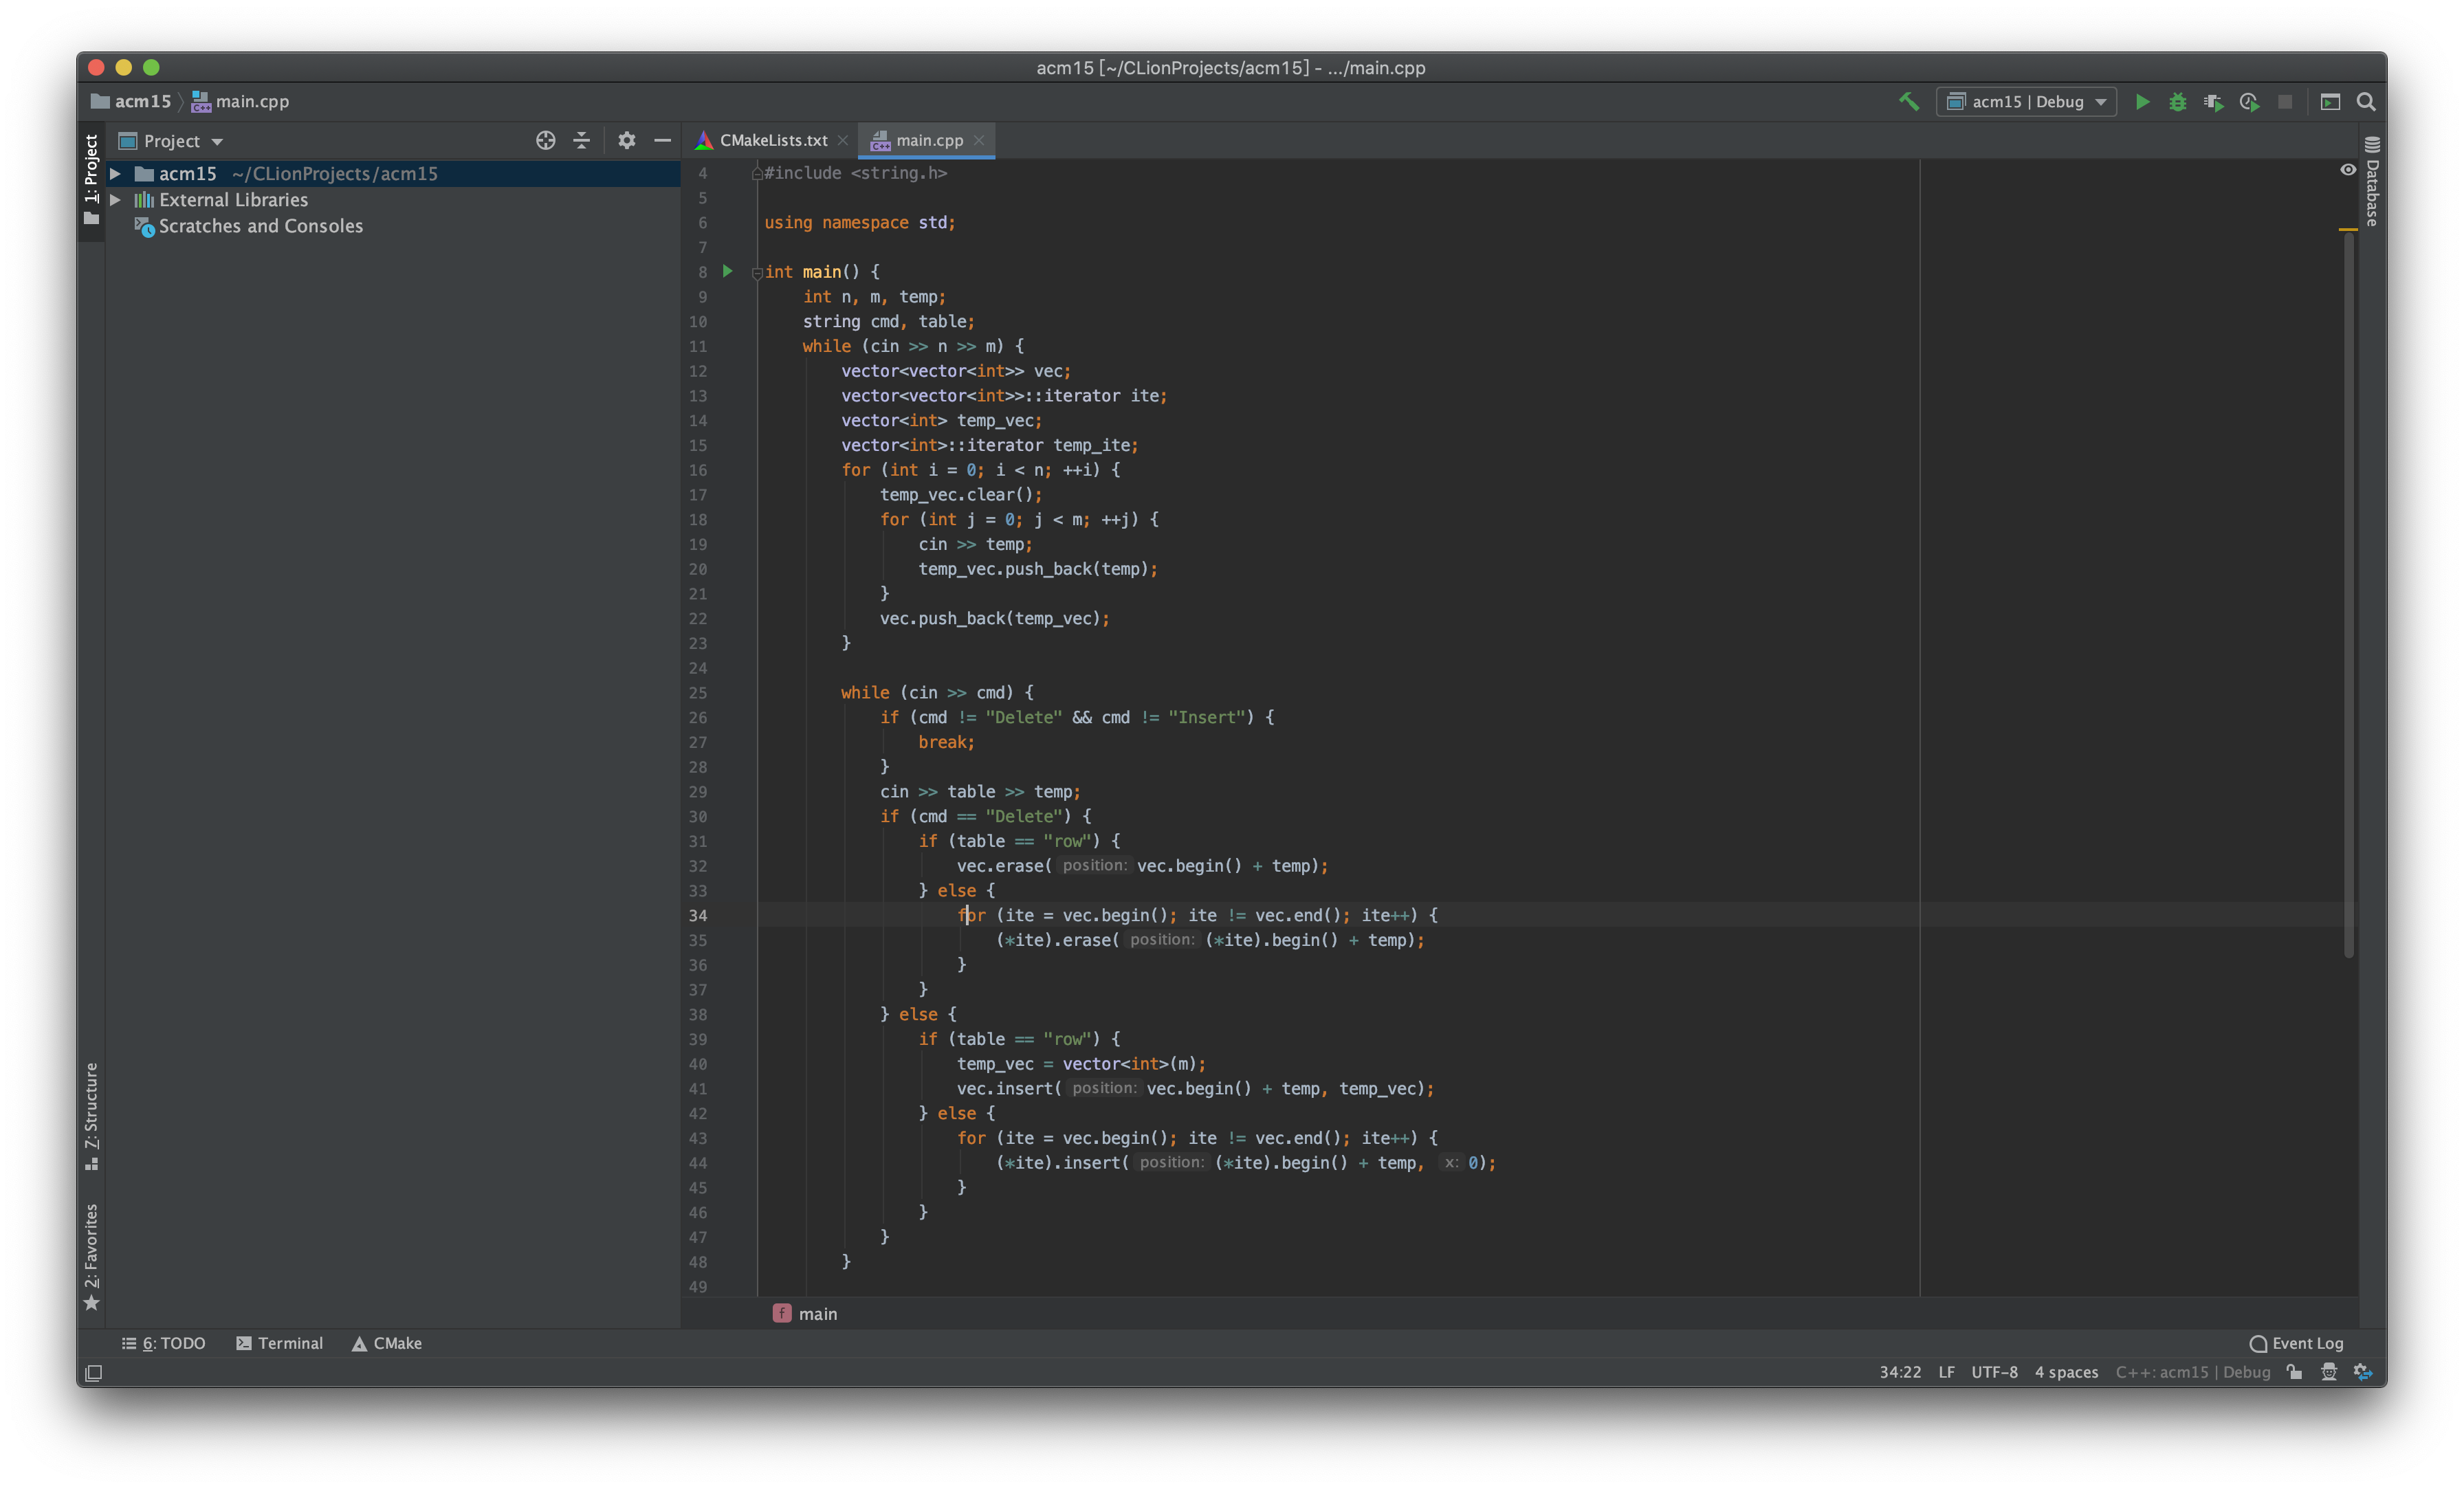 acm15 [~/CLionProjects/acm15] - .../main.cpp
acm15 main.cpp
acm15 | Debug
1: Project
Project
CMakeLists.txt
main.cpp
Database
acm15 ~/CLionProjects/acm15
External Libraries
Scratches and Consoles
4 #include <string.h>
5
6 using namespace std;
7
8 int main() {
9     int n, m, temp;
10     string cmd, table;
11     while (cin >> n >> m) {
12         vector<vector<int>> vec;
13         vector<vector<int>>::iterator ite;
14         vector<int> temp_vec;
15         vector<int>::iterator temp_ite;
16         for (int i = 0; i < n; ++i) {
17             temp_vec.clear();
18             for (int j = 0; j < m; ++j) {
19                 cin >> temp;
20                 temp_vec.push_back(temp);
21             }
22             vec.push_back(temp_vec);
23         }
24
25         while (cin >> cmd) {
26             if (cmd != "Delete" && cmd != "Insert") {
27                 break;
28             }
29             cin >> table >> temp;
30             if (cmd == "Delete") {
31                 if (table == "row") {
32                     vec.erase( position: vec.begin() + temp);
33                 } else {
34                     for (ite = vec.begin(); ite != vec.end(); ite++) {
35                         (*ite).erase( position: (*ite).begin() + temp);
36                     }
37                 }
38             } else {
39                 if (table == "row") {
40                     temp_vec = vector<int>(m);
41                     vec.insert( position: vec.begin() + temp, temp_vec);
42                 } else {
43                     for (ite = vec.begin(); ite != vec.end(); ite++) {
44                         (*ite).insert( position: (*ite).begin() + temp, x: 0);
45                     }
46                 }
47             }
48         }
49
7: Structure
2: Favorites
f main
6: TODO Terminal CMake
Event Log
34:22 LF UTF-8 4 spaces C++: acm15 | Debug